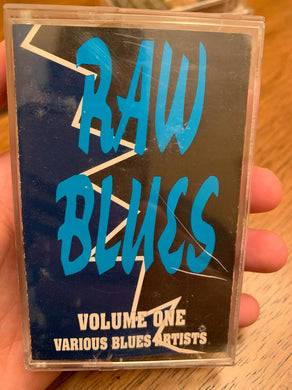 RAW
BLUES
VOLUME ONE
VARIOUS BLUES ARTISTS